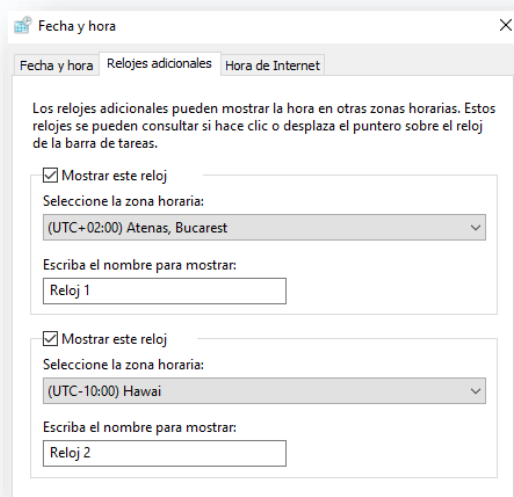 Fecha y hora
Fecha y hora Relojes adicionales Hora de Internet
Los relojes adicionales pueden mostrar la hora en otras zonas horarias. Estos
relojes se pueden consultar si hace clic o desplaza el puntero sobre el reloj
de la barra de tareas.
Mostrar este reloj
Seleccione la zona horaria:
(UTC+02:00) Atenas, Bucarest
Escriba el nombre para mostrar:
Reloj 1
Mostrar este reloj
Seleccione la zona horaria:
(UTC-10:00) Hawai
Escriba el nombre para mostrar:
Reloj 2